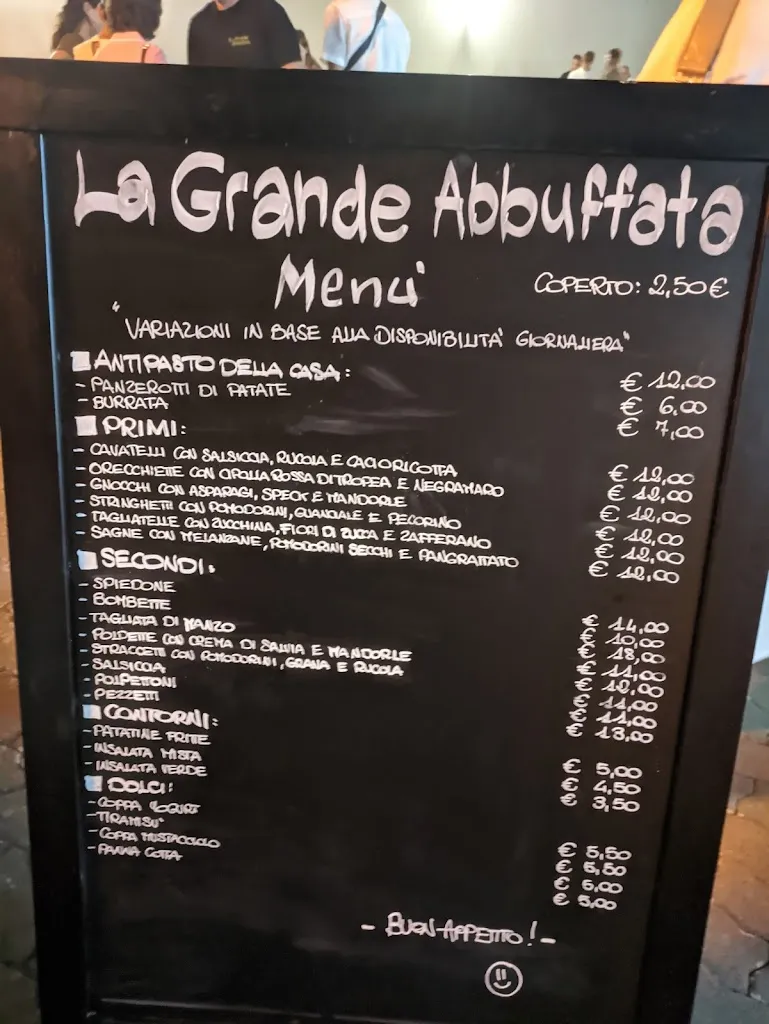 La Grande Abbuffata
Menù
COPERTO: 2,50€
"VARIAZIONI IN BASE ALLA DISPONIBILITA' GIORNALIERA"
ANTIPASTO DELLA CASA: € 12,00
- PANZEROTTI DI PATATE € 6,00
- BURRATA € 7,00
PRIMI:
- CAVATELLI CON SALSICCIA, RUCOLA E CACIORICOTTA € 12,00
- ORECCHIETTE CON CIPOLLA ROSSA DI TROPEA E NEGRAMARO € 12,00
- GNOCCHI CON ASPARAGI, SPECK E MANDORLE € 12,00
- STRINGHETI CON POMODORINI, GUANCIALE E PECORINO € 12,00
- TAGLIATELLE CON ZUCCHINA, FIORI DI ZUCCA E ZAFFERANO € 12,00
- SAGNE CON MELANZANE, POMODORINI SECCHI E PANGRATTATO € 12,00
SECONDI:
- SPIEDONE € 14,00
- BOMBETTE € 10,00
- TAGLIATA DI MANZO € 18,00
- POLPETTE CON CREMA DI SALVIA E MANDORLE € 11,00
- STRACCETTI CON POMODORINI, GRANA E RUCOLA € 12,00
- SALSICCIA € 11,00
- POLPETTONI € 11,00
- PEZZETTI € 13,00
CONTORNI:
- PATATINE FRITTE € 5,00
- INSALATA MISTA € 4,50
- INSALATA VERDE € 3,50
DOLCI:
- COPPA YOGURT € 5,50
- TIRAMISU' € 5,50
- COPPA MUSTACCIOLO € 6,00
- PANNA COTTA € 5,00
- BUON APPETITO! -